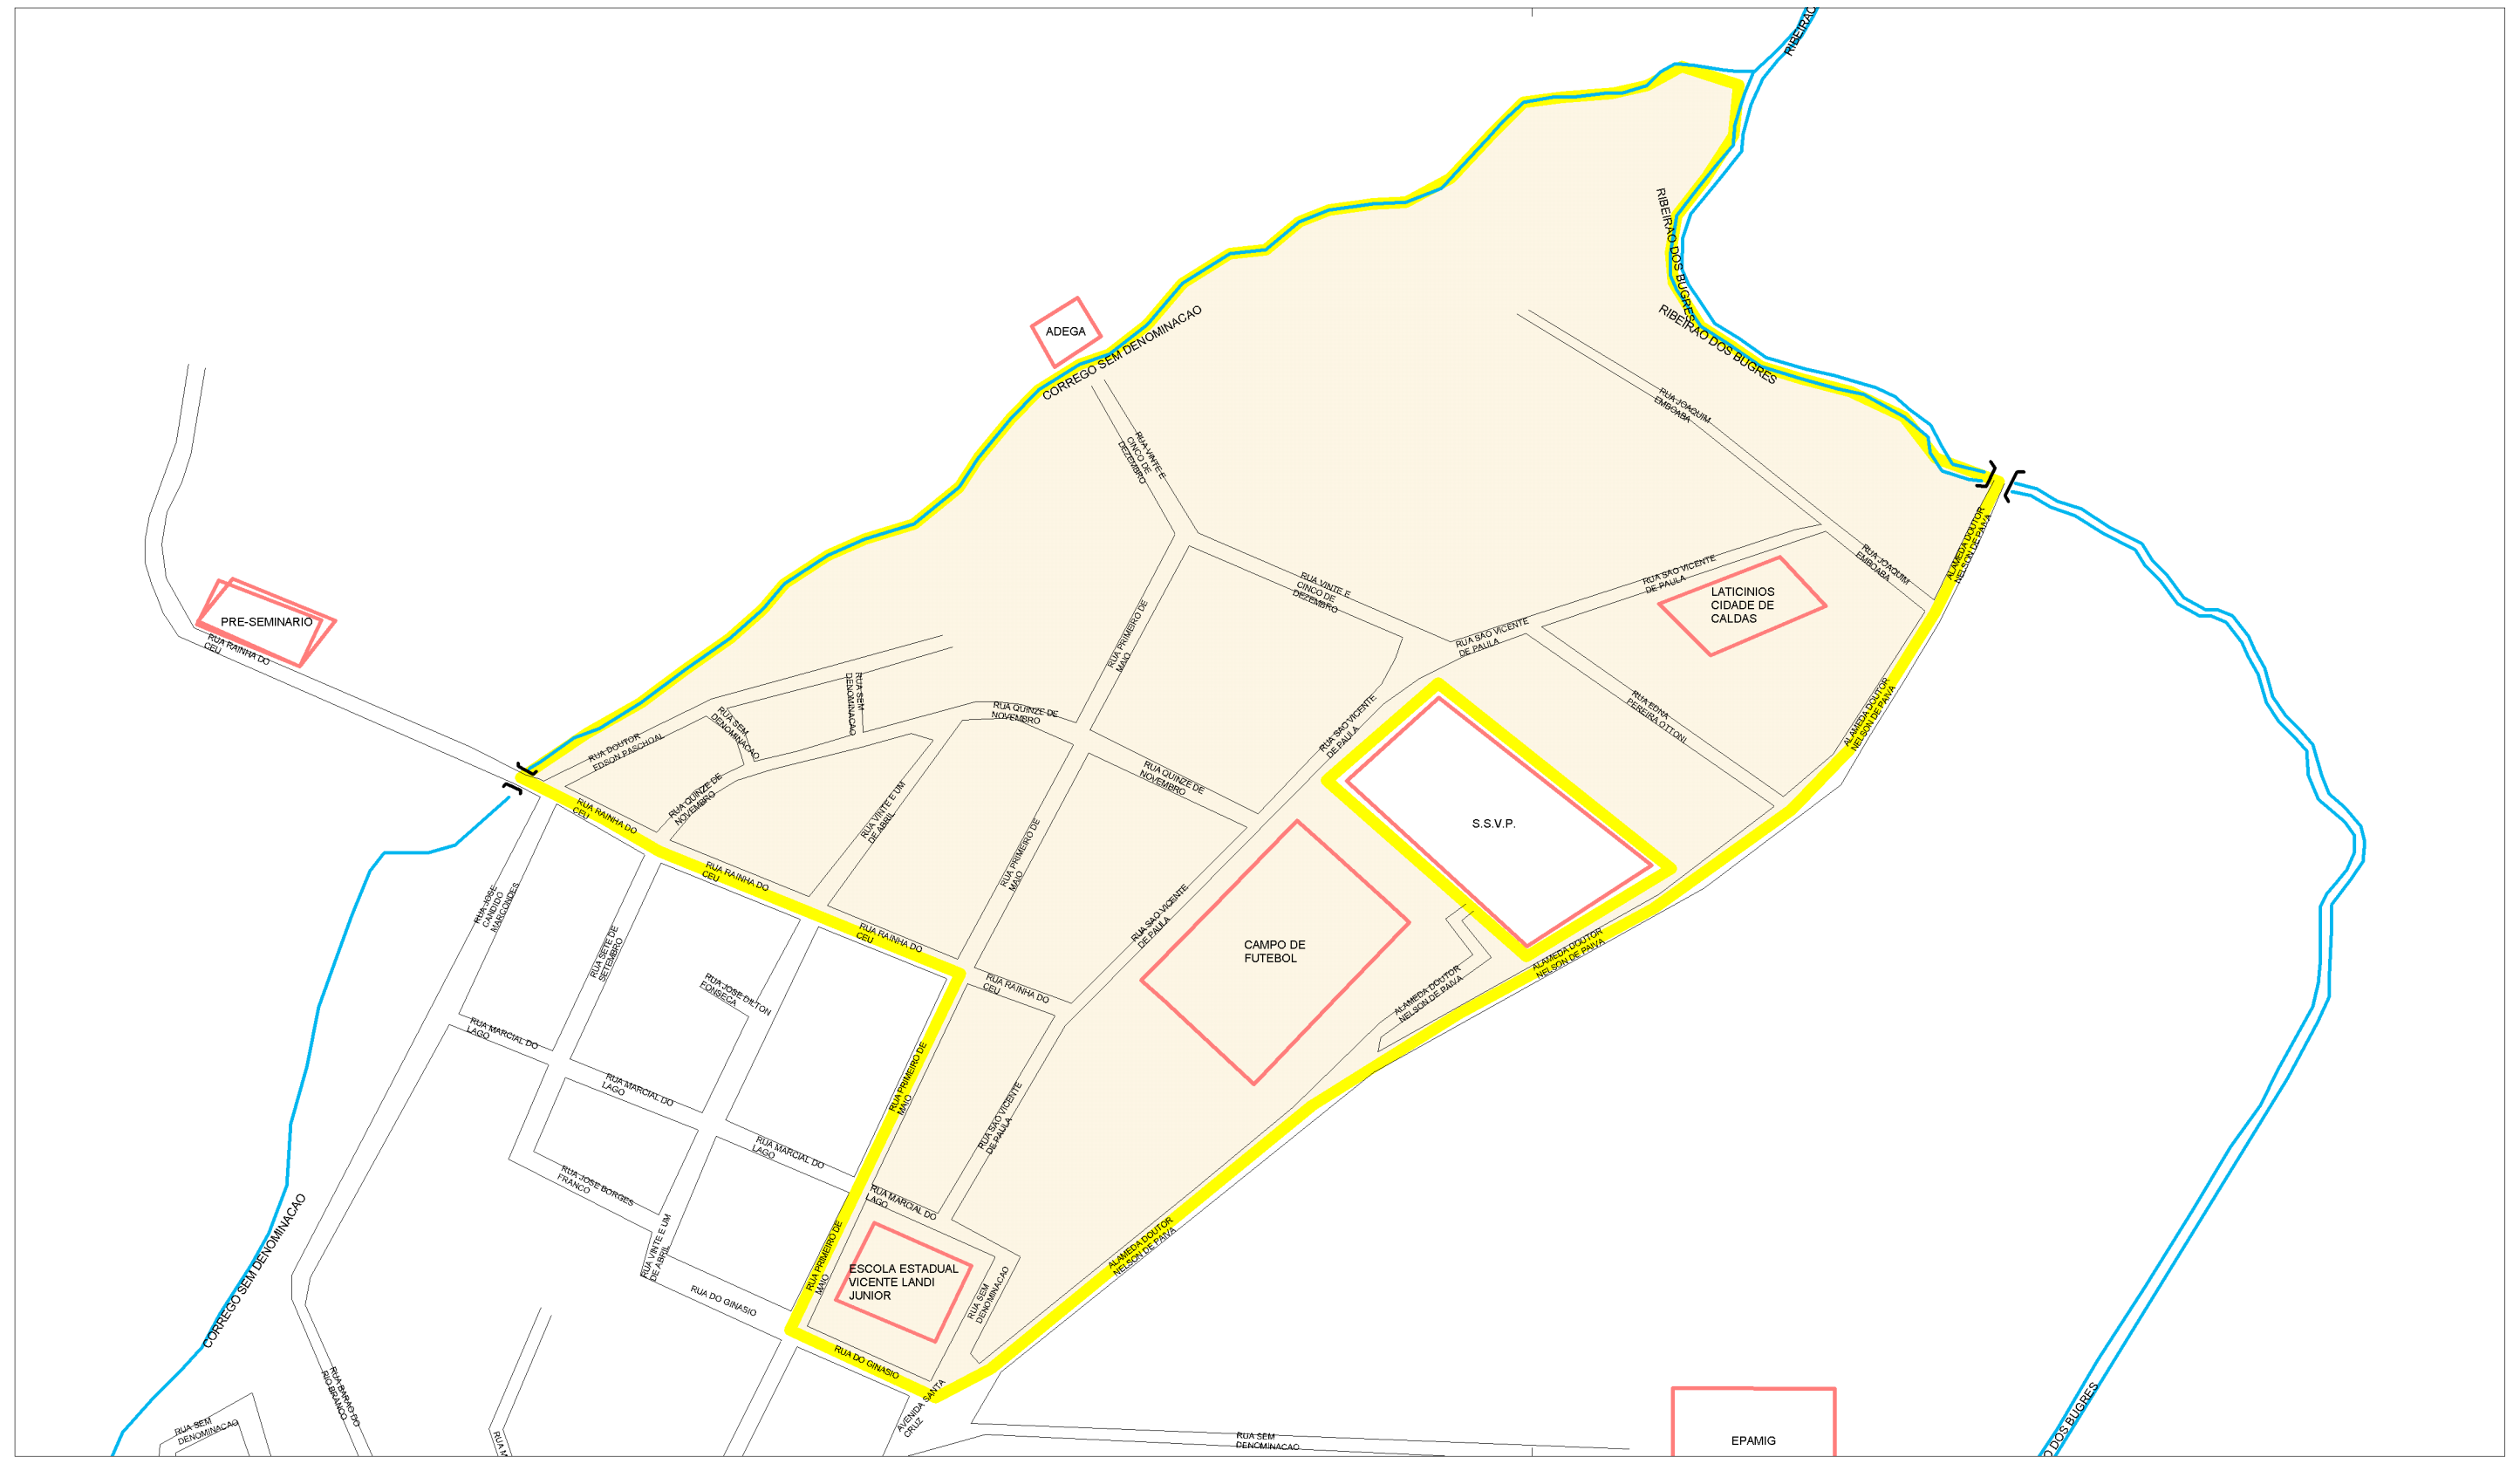 RIBEIRAO
RIBEIRAO DOS BUGRES
RIBEIRAO DOS BUGRES
ADEGA
CORREGO SEM DENOMINACAO
RUA JOAQUIM
EMBOABA
RUA VINTE E
CINCO DE
DEZEMBRO
ALAMEDA DOUTOR
NELSON DE PAIVA
RUA JOAQUIM
EMBOABA
RUA SAO VICENTE
DE PAULA
RUA VINTE E
CINCO DE
DEZEMBRO
LATICINIOS
CIDADE DE
CALDAS
PRE-SEMINARIO
RUA RAINHA DO
CEU
RUA PRIMEIRO DE
MAIO
RUA SAO VICENTE
DE PAULA
RUA SEM
DENOMINACAO
RUA SEM
DENOMINACAO
RUA QUINZE DE
NOVEMBRO
RUA EDNA
PEREIRA OTTONI
ALAMEDA DOUTOR
NELSON DE PAIVA
RUA SAO VICENTE
DE PAULA
RUA DOUTOR
EDSON PASCHOAL
RUA QUINZE DE
NOVEMBRO
RUA QUINZE DE
NOVEMBRO
RUA RAINHA DO
CEU
RUA VINTE E UM
DE ABRIL
S.S.V.P.
RUA PRIMEIRO DE
MAIO
RUA RAINHA DO
CEU
RUA JOSE
CANDIDO
MARCONDES
RUA SAO VICENTE
DE PAULA
RUA RAINHA DO
CEU
RUA SETE DE
SETEMBRO
CAMPO DE
FUTEBOL
ALAMEDA DOUTOR
NELSON DE PAIVA
RUA JOSE DILTON
FONSECA
RUA RAINHA DO
CEU
ALAMEDA DOUTOR
NELSON DE PAIVA
RUA MARCIAL DO
LAGO
RUA PRIMEIRO DE
MAIO
RUA MARCIAL DO
LAGO
RUA SAO VICENTE
DE PAULA
RUA MARCIAL DO
LAGO
RUA JOSE BORGES
FRANCO
RUA MARCIAL DO
LAGO
CORREGO SEM DENOMINACAO
RUA VINTE E UM
DE ABRIL
RUA PRIMEIRO DE
MAIO
ESCOLA ESTADUAL
VICENTE LANDI
JUNIOR
RUA SEM
DENOMINACAO
ALAMEDA DOUTOR
NELSON DE PAIVA
RUA DO GINASIO
RUA DO GINASIO
RUA BARAO DO
RIO BRANCO
AVENIDA SANTA
CRUZ
RUA SEM
DENOMINACAO
RUA M
RUA SEM
DENOMINACAO
EPAMIG
O DOS BUGRES